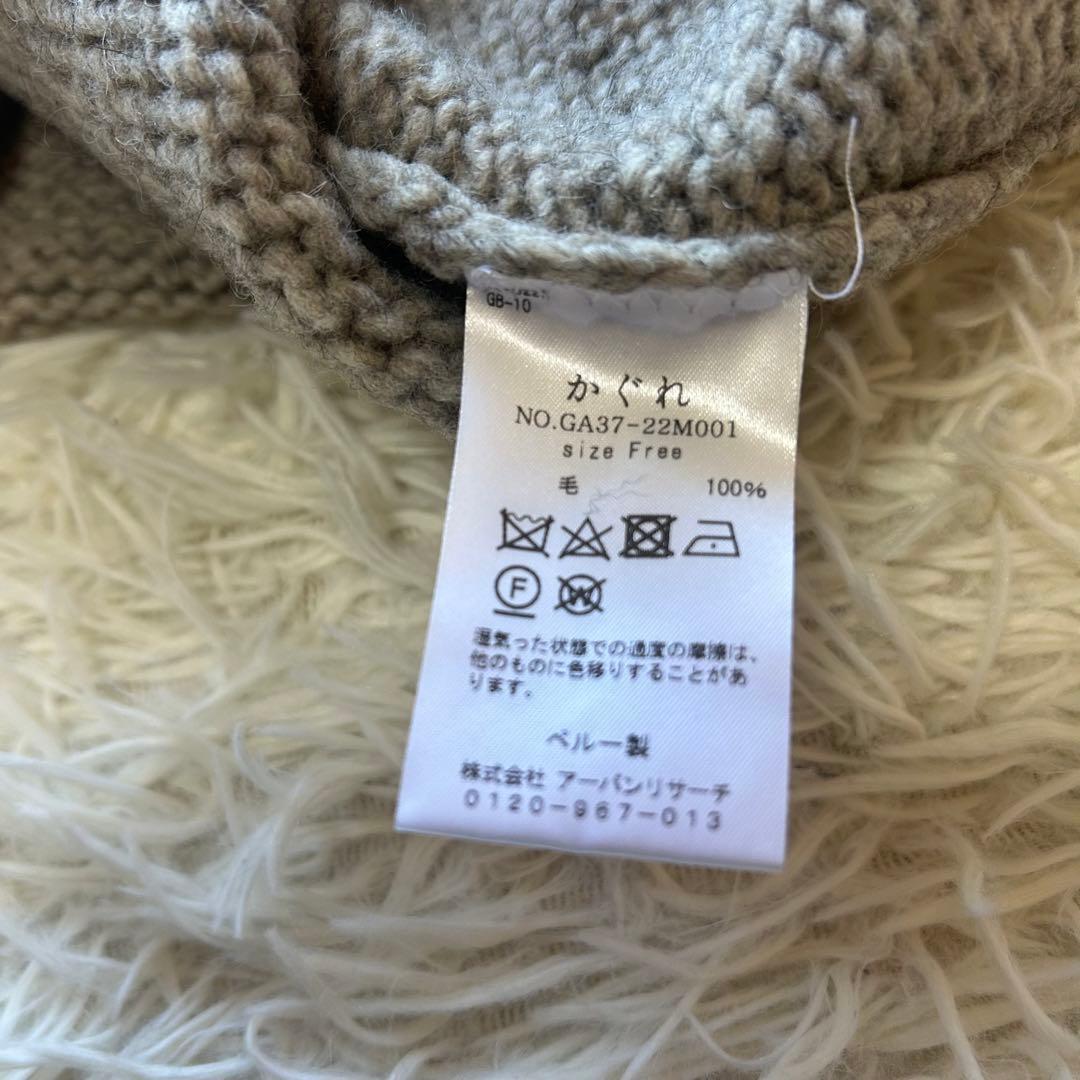 GB-10
かぐれ
NO.GA37-22M001
size Free
毛 100%
F W
湿気った状態での過度の摩擦は、
他のものに色移りすることがあ
ります。
ペルー製
株式会社 アーバンリサーチ
0120-967-013